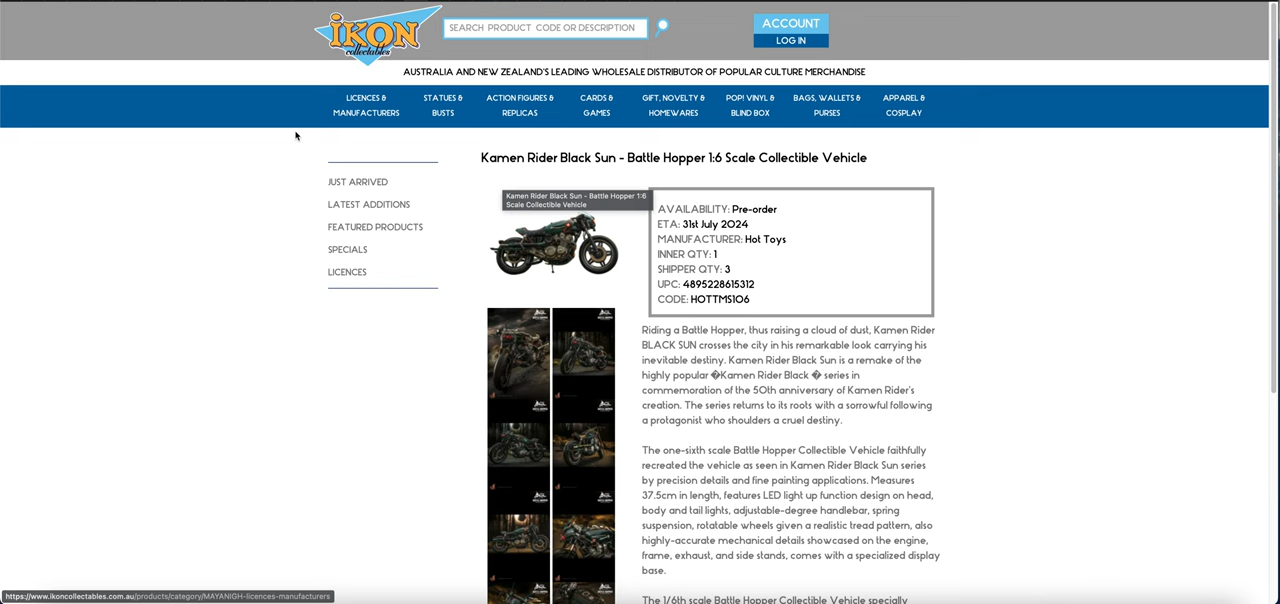 iKON
collectables
SEARCH PRODUCT CODE OR DESCRIPTION
ACCOUNT
LOG IN
AUSTRALIA AND NEW ZEALAND'S LEADING WHOLESALE DISTRIBUTOR OF POPULAR CULTURE MERCHANDISE
LICENCES &
MANUFACTURERS
STATUES &
BUSTS
ACTION FIGURES &
REPLICAS
CARDS &
GAMES
GIFT, NOVELTY &
HOMEWARES
POP! VINYL &
BLIND BOX
BAGS, WALLETS &
PURSES
APPAREL &
COSPLAY
JUST ARRIVED
LATEST ADDITIONS
FEATURED PRODUCTS
SPECIALS
LICENCES
Kamen Rider Black Sun - Battle Hopper 1:6 Scale Collectible Vehicle
Kamen Rider Black Sun - Battle Hopper 1:6
Scale Collectible Vehicle
AVAILABILITY: Pre-order
ETA: 31st July 2024
MANUFACTURER: Hot Toys
INNER QTY: 1
SHIPPER QTY: 3
UPC: 4895228615312
CODE: HOTTMS106
Riding a Battle Hopper, thus raising a cloud of dust, Kamen Rider
BLACK SUN crosses the city in his remarkable look carrying his
inevitable destiny. Kamen Rider Black Sun is a remake of the
highly popular �Kamen Rider Black � series in
commemoration of the 50th anniversary of Kamen Rider's
creation. The series returns to its roots with a sorrowful following
a protagonist who shoulders a cruel destiny.
The one-sixth scale Battle Hopper Collectible Vehicle faithfully
recreated the vehicle as seen in Kamen Rider Black Sun series
by precision details and fine painting applications. Measures
37.5cm in length, features LED light up function design on head,
body and tail lights, adjustable-degree handlebar, spring
suspension, rotatable wheels given a realistic tread pattern, also
highly-accurate mechanical details showcased on the engine,
frame, exhaust, and side stands, comes with a specialized display
base.
The 1/6th scale Battle Hopper Collectible Vehicle specially
https://www.ikoncollectables.com.au/products/category/MAYANIGH-licences-manufacturers